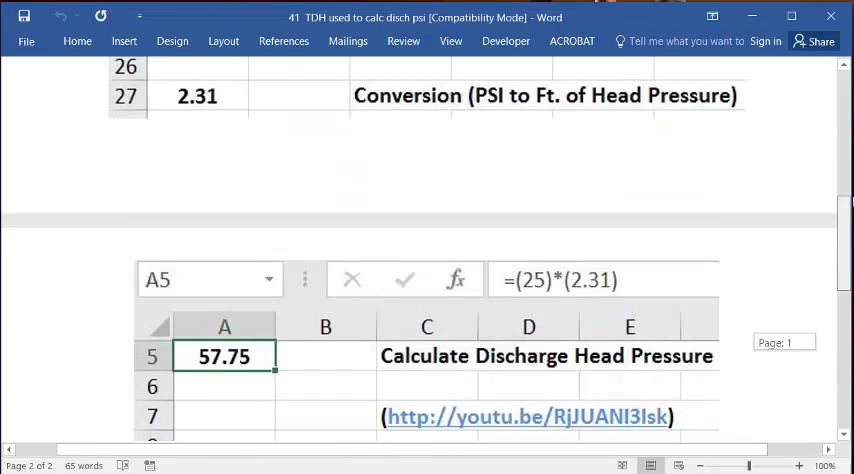 41 TDH used to calc disch psi [Compatibility Mode] - Word
File Home Insert Design Layout References Mailings Review View Developer ACROBAT Tell me what you want to Sign in Share
26
27 2.31 Conversion (PSI to Ft. of Head Pressure)
A5 fx =(25)*(2.31)
A B C D E
5 57.75 Calculate Discharge Head Pressure
Page: 1
6
7 (http://youtu.be/RjJUANI3Isk)
Page 2 of 2 65 words 100%